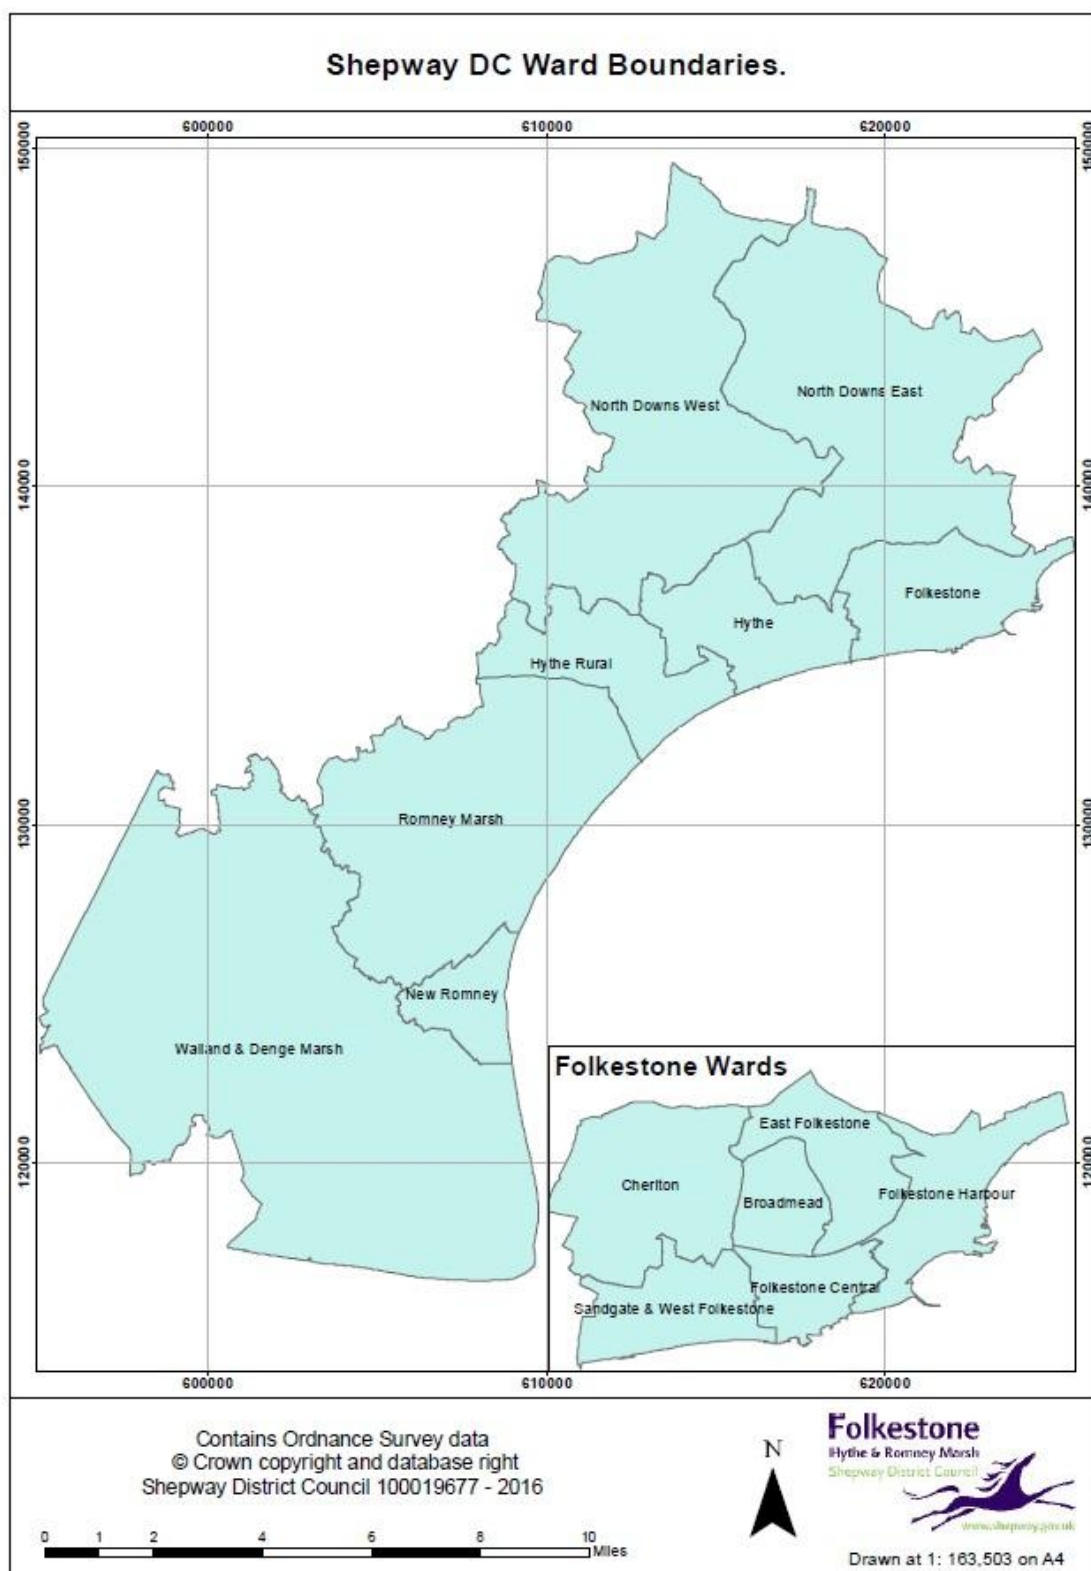 Shepway DC Ward Boundaries.
600000 610000 620000
150000 150000
North Downs East
North Downs West
140000 140000
Folkestone
Hythe
Hythe Rural
Romney Marsh
130000 130000
New Romney
Walland & Denge Marsh
Folkestone Wards
East Folkestone
120000 120000
Cheriton
Folkestone Harbour
Broadmead
Folkestone Central
Sandgate & West Folkestone
600000 610000 620000
Contains Ordnance Survey data
© Crown copyright and database right
Shepway District Council 100019677 - 2016
0 1 2 4 6 8 10
Miles
N
Folkestone
Hythe & Romney Marsh
Shepway District Council
www.shepway.gov.uk
Drawn at 1: 163,503 on A4